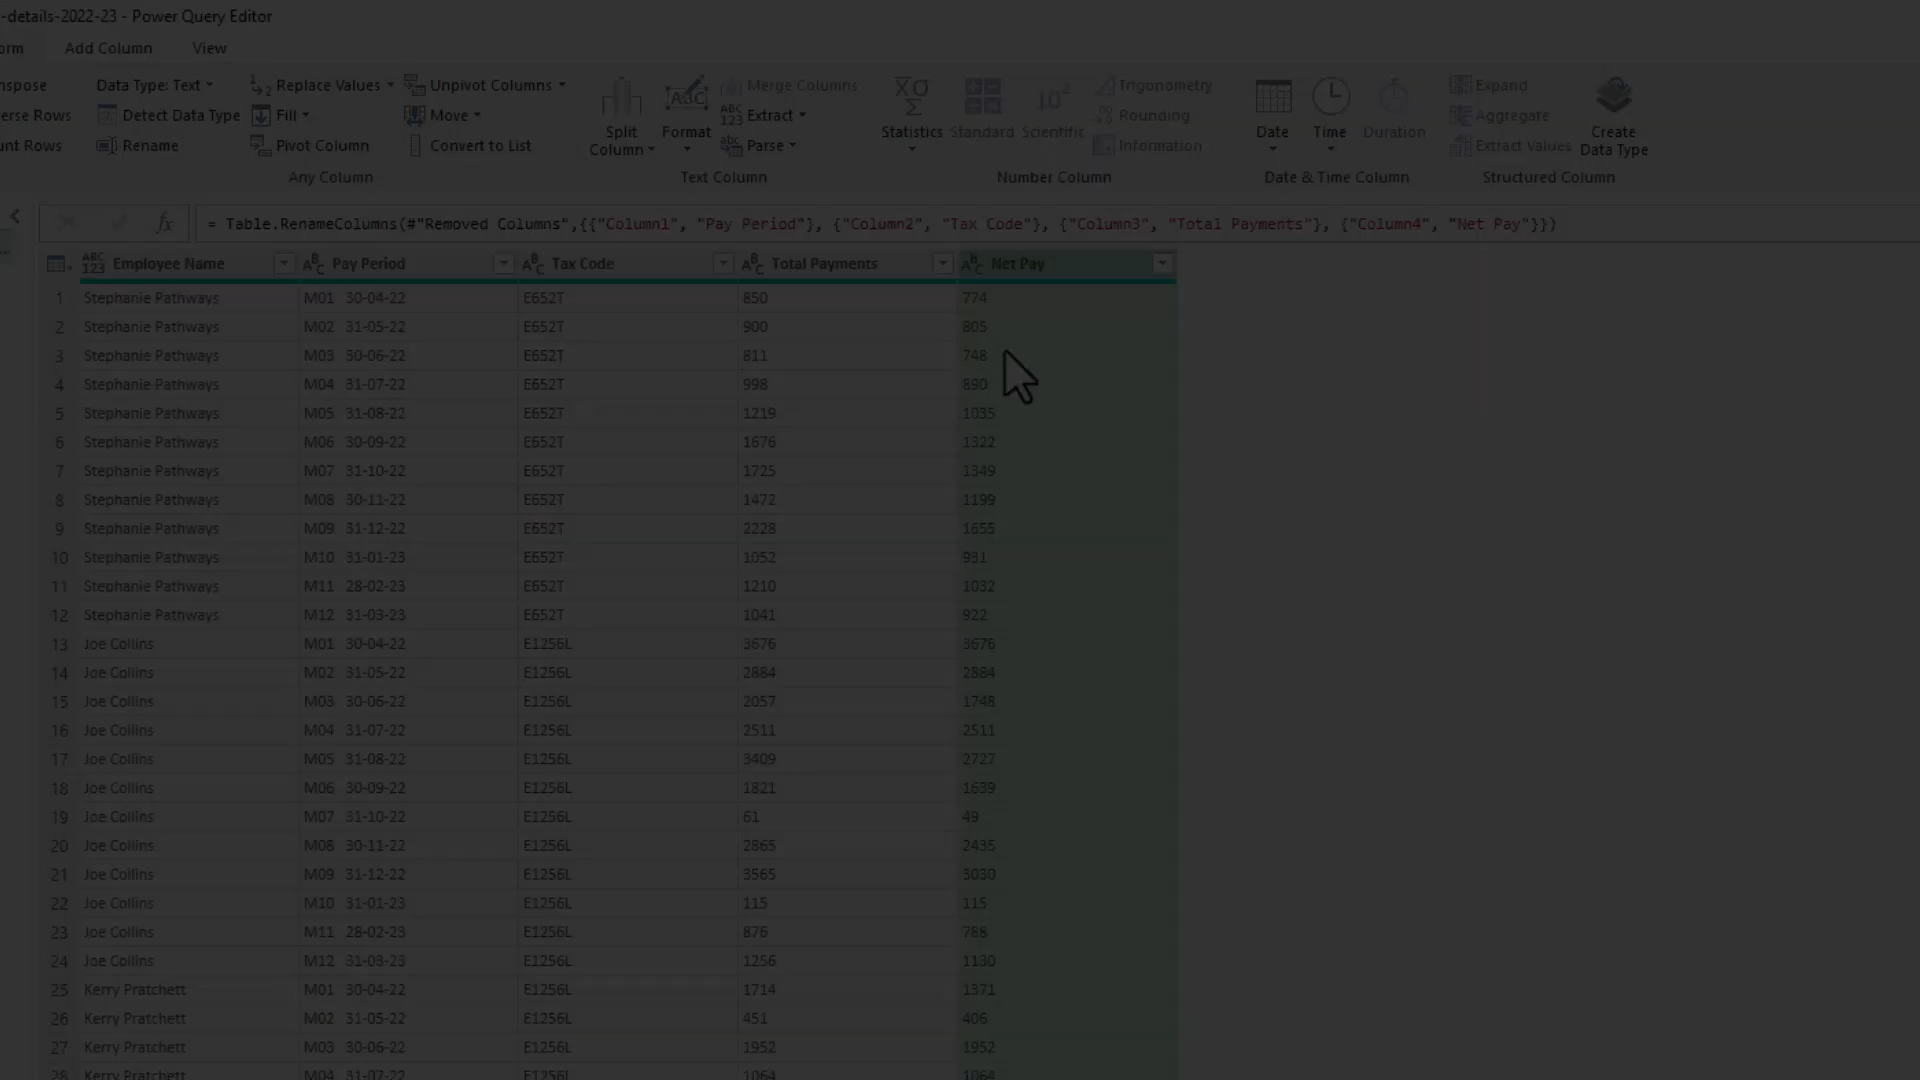 -details-2022-23 - Power Query Editor
orm Add Column View
nspose Data Type: Text Replace Values Unpivot Columns Merge Columns Trigonometry Expand
erse Rows Detect Data Type Fill Move Extract Rounding Aggregate
unt Rows Rename Pivot Column Convert to List Parse Information Extract Values
Split Column Format Statistics Standard Scientific Date Time Duration Create Data Type
Any Column Text Column Number Column Date & Time Column Structured Column
fx = Table.RenameColumns(#"Removed Columns",{{"Column1", "Pay Period"}, {"Column2", "Tax Code"}, {"Column3", "Total Payments"}, {"Column4", "Net Pay"}})
ABC 123 Employee Name ABC Pay Period ABC Tax Code ABC Total Payments ABC Net Pay
1 Stephanie Pathways M01 30-04-22 E652T 850 774
2 Stephanie Pathways M02 31-05-22 E652T 900 805
3 Stephanie Pathways M03 30-06-22 E652T 811 748
4 Stephanie Pathways M04 31-07-22 E652T 998 890
5 Stephanie Pathways M05 31-08-22 E652T 1219 1035
6 Stephanie Pathways M06 30-09-22 E652T 1676 1322
7 Stephanie Pathways M07 31-10-22 E652T 1725 1349
8 Stephanie Pathways M08 30-11-22 E652T 1472 1199
9 Stephanie Pathways M09 31-12-22 E652T 2228 1655
10 Stephanie Pathways M10 31-01-23 E652T 1052 931
11 Stephanie Pathways M11 28-02-23 E652T 1210 1032
12 Stephanie Pathways M12 31-03-23 E652T 1041 922
13 Joe Collins M01 30-04-22 E1256L 3676 3676
14 Joe Collins M02 31-05-22 E1256L 2884 2884
15 Joe Collins M03 30-06-22 E1256L 2057 1748
16 Joe Collins M04 31-07-22 E1256L 2511 2511
17 Joe Collins M05 31-08-22 E1256L 3409 2727
18 Joe Collins M06 30-09-22 E1256L 1821 1639
19 Joe Collins M07 31-10-22 E1256L 61 49
20 Joe Collins M08 30-11-22 E1256L 2865 2435
21 Joe Collins M09 31-12-22 E1256L 3565 3030
22 Joe Collins M10 31-01-23 E1256L 115 115
23 Joe Collins M11 28-02-23 E1256L 876 788
24 Joe Collins M12 31-03-23 E1256L 1256 1130
25 Kerry Pratchett M01 30-04-22 E1256L 1714 1371
26 Kerry Pratchett M02 31-05-22 E1256L 451 406
27 Kerry Pratchett M03 30-06-22 E1256L 1952 1952
28 Kerry Pratchett M04 31-07-22 E1256L 1064 1064